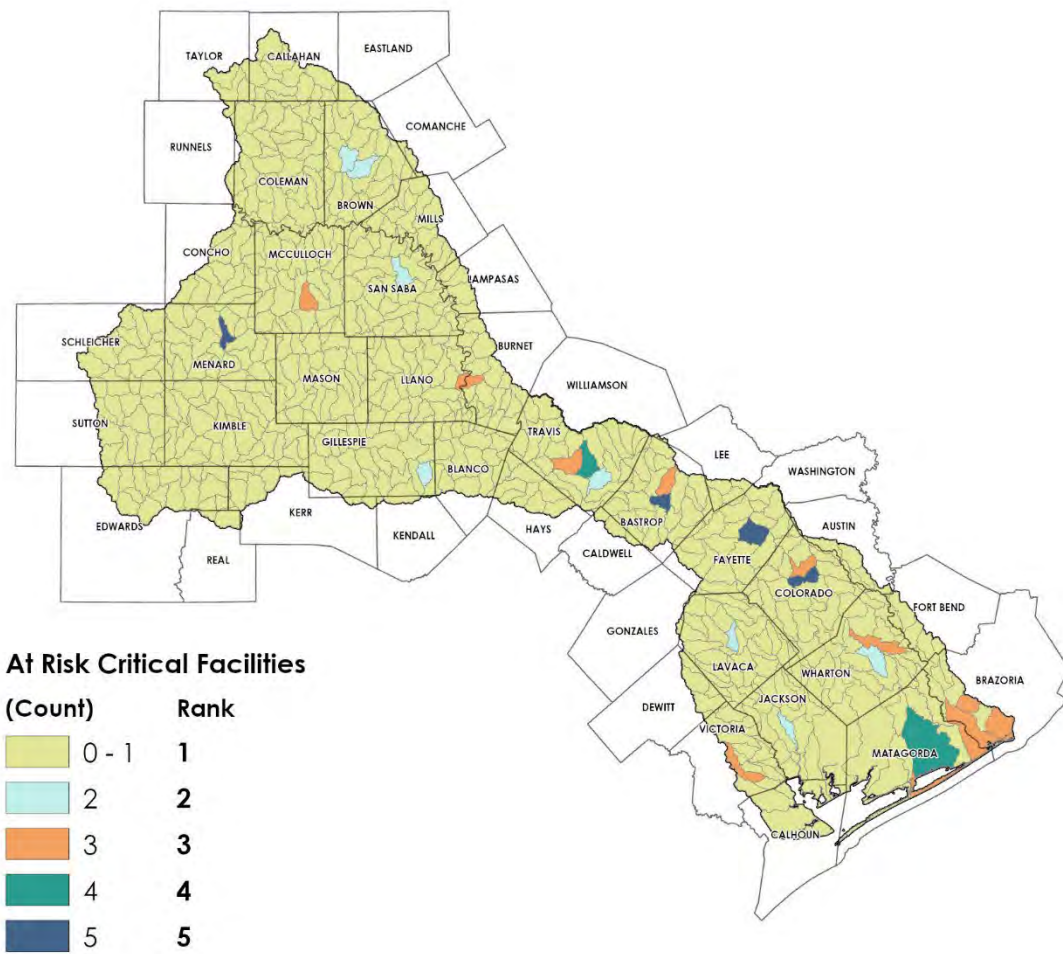 TAYLOR
CALLAHAN
EASTLAND
COMANCHE
RUNNELS
COLEMAN
BROWN
MILLS
CONCHO
MCCULLOCH
SAN SABA
LAMPASAS
SCHLEICHER
MENARD
BURNET
MASON
LLANO
WILLIAMSON
SUTTON
KIMBLE
GILLESPIE
BLANCO
TRAVIS
LEE
WASHINGTON
EDWARDS
REAL
KERR
KENDALL
HAYS
CALDWELL
BASTROP
FAYETTE
AUSTIN
COLORADO
FORT BEND
GONZALES
LAVACA
WHARTON
BRAZORIA
DEWITT
JACKSON
VICTORIA
MATAGORDA
CALHOUN
At Risk Critical Facilities
(Count) Rank
0 - 1 1
2 2
3 3
4 4
5 5